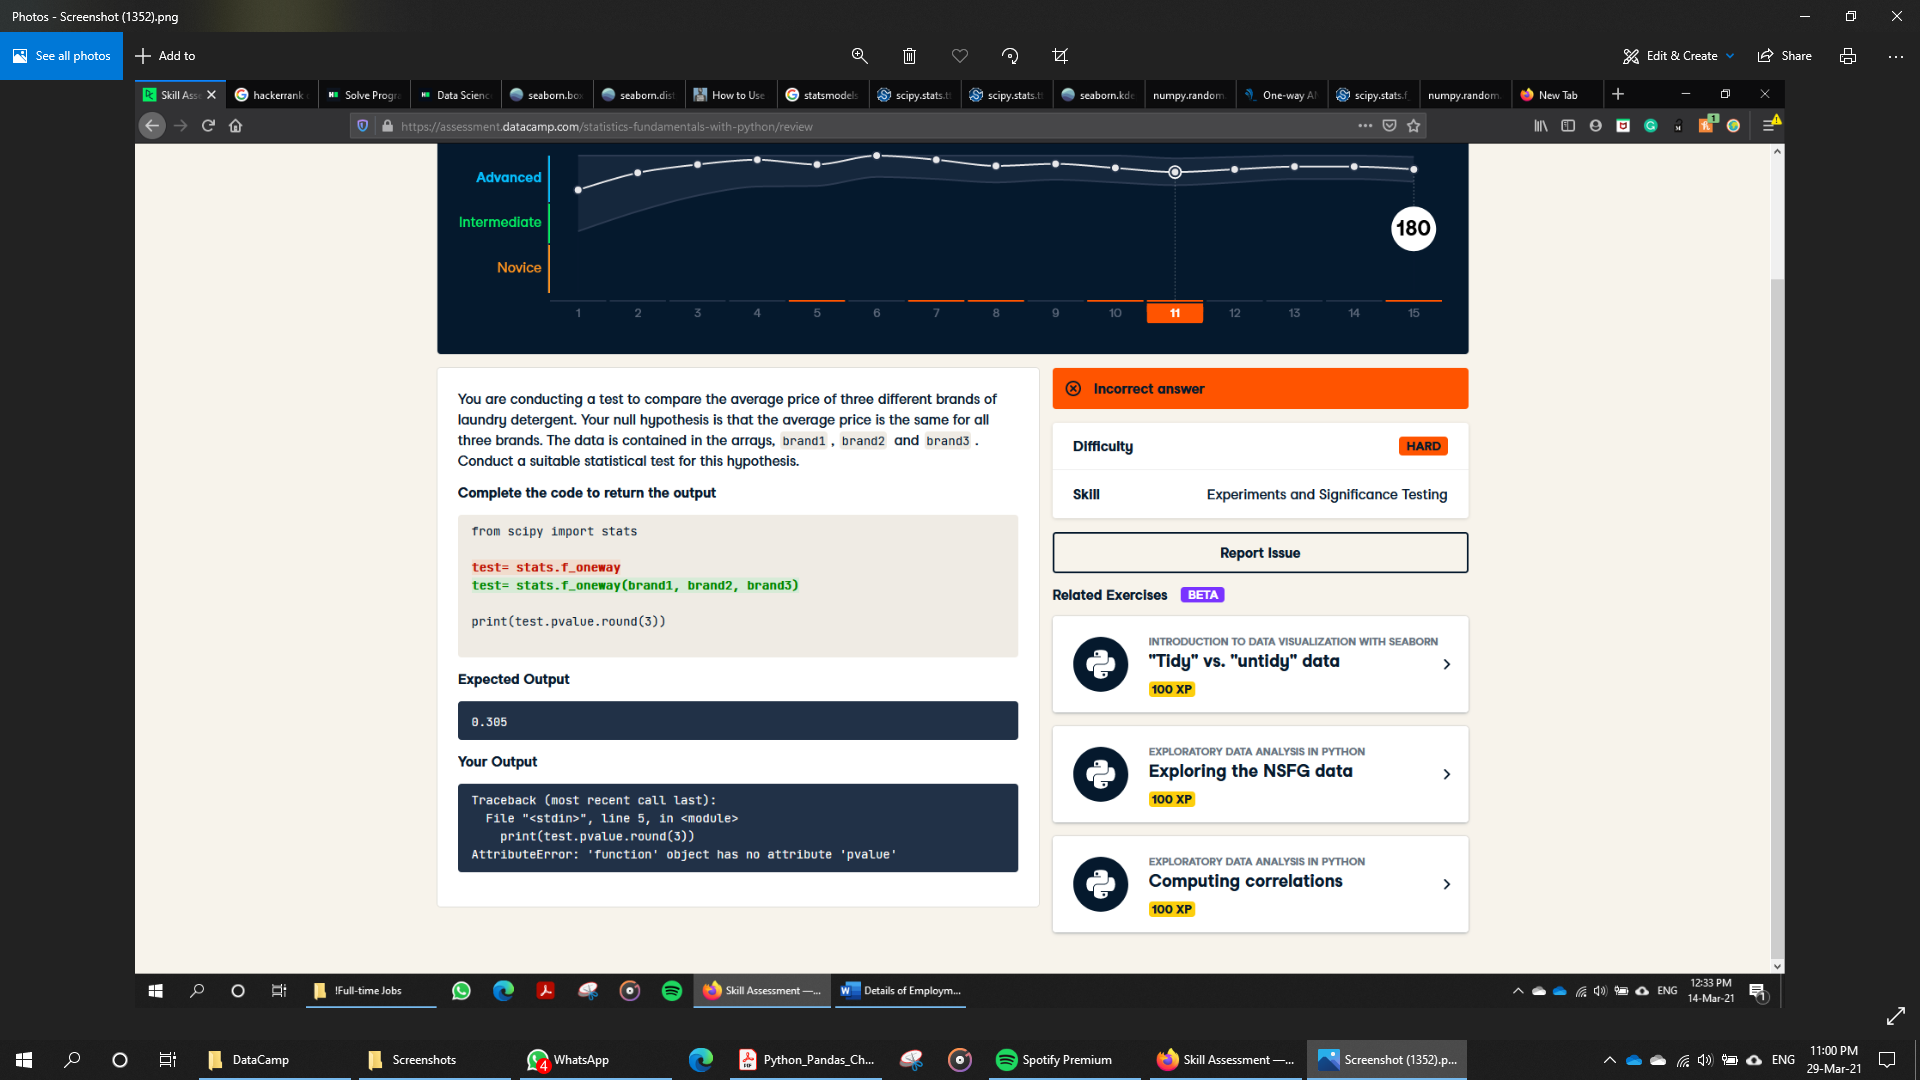 Photos - Screenshot (1352).png
See all photos
Add to
Edit & Create
Share
Skill Ass
hackerrank
Solve Progr
Data Scienc
seaborn.bo
seaborn.dis
How to Use
statsmodels
scipy.stats.t
scipy.stats.t
seaborn.kde
numpy.random.
One-way A
scipy.stats.f_
numpy.random.
New Tab
https://assessment.datacamp.com/statistics-fundamentals-with-python/review
1
Advanced
Intermediate
Novice
180
1 2 3 4 5 6 7 8 9 10 11 12 13 14 15
You are conducting a test to compare the average price of three different brands of
laundry detergent. Your null hypothesis is that the average price is the same for all
three brands. The data is contained in the arrays, brand1 , brand2 and brand3 .
Conduct a suitable statistical test for this hypothesis.
Complete the code to return the output
from scipy import stats
test= stats.f_oneway
test= stats.f_oneway(brand1, brand2, brand3)
print(test.pvalue.round(3))
Expected Output
0.305
Your Output
Traceback (most recent call last):
File "<stdin>", line 5, in <module>
print(test.pvalue.round(3))
AttributeError: 'function' object has no attribute 'pvalue'
Incorrect answer
Difficulty HARD
Skill Experiments and Significance Testing
Report Issue
Related Exercises BETA
INTRODUCTION TO DATA VISUALIZATION WITH SEABORN
"Tidy" vs. "untidy" data
100 XP
EXPLORATORY DATA ANALYSIS IN PYTHON
Exploring the NSFG data
100 XP
EXPLORATORY DATA ANALYSIS IN PYTHON
Computing correlations
100 XP
!Full-time Jobs
Skill Assessment —...
Details of Employm...
ENG
12:33 PM
14-Mar-21
1
DataCamp
Screenshots
4
WhatsApp
Python_Pandas_Ch...
Spotify Premium
Skill Assessment —...
Screenshot (1352).p...
ENG
11:00 PM
29-Mar-21